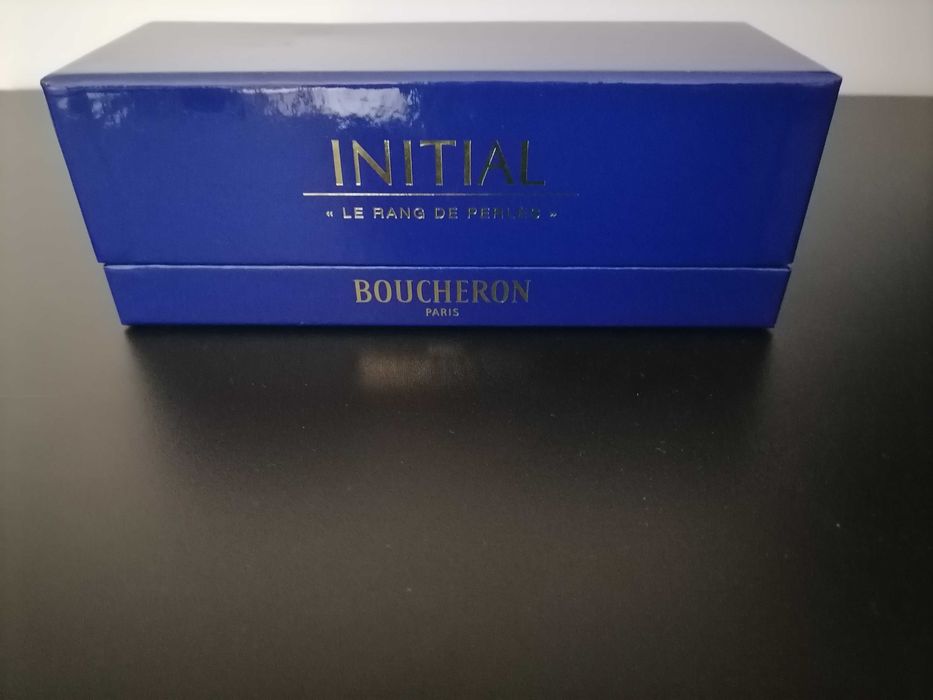 INITIAL
« LE RANG DE PERLES »
BOUCHERON
PARIS